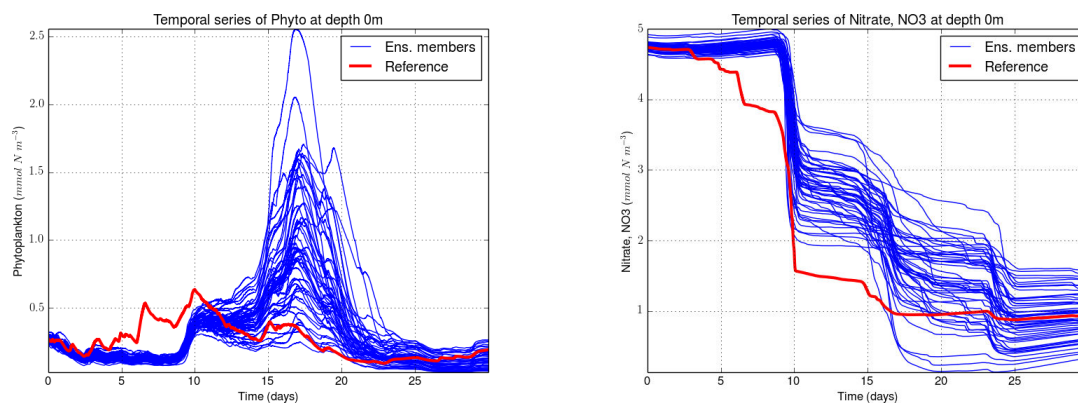 Temporal series of Phyto at depth 0m
2.5
2.0
1.5
1.0
0.5
Phytoplankton (mmol N m⁻³)
Ens. members
Reference
0 5 10 15 20 25
Time (days)
Temporal series of Nitrate, NO3 at depth 0m
5
4
3
2
1
Nitrate, NO3 (mmol N m⁻³)
Ens. members
Reference
0 5 10 15 20 25
Time (days)